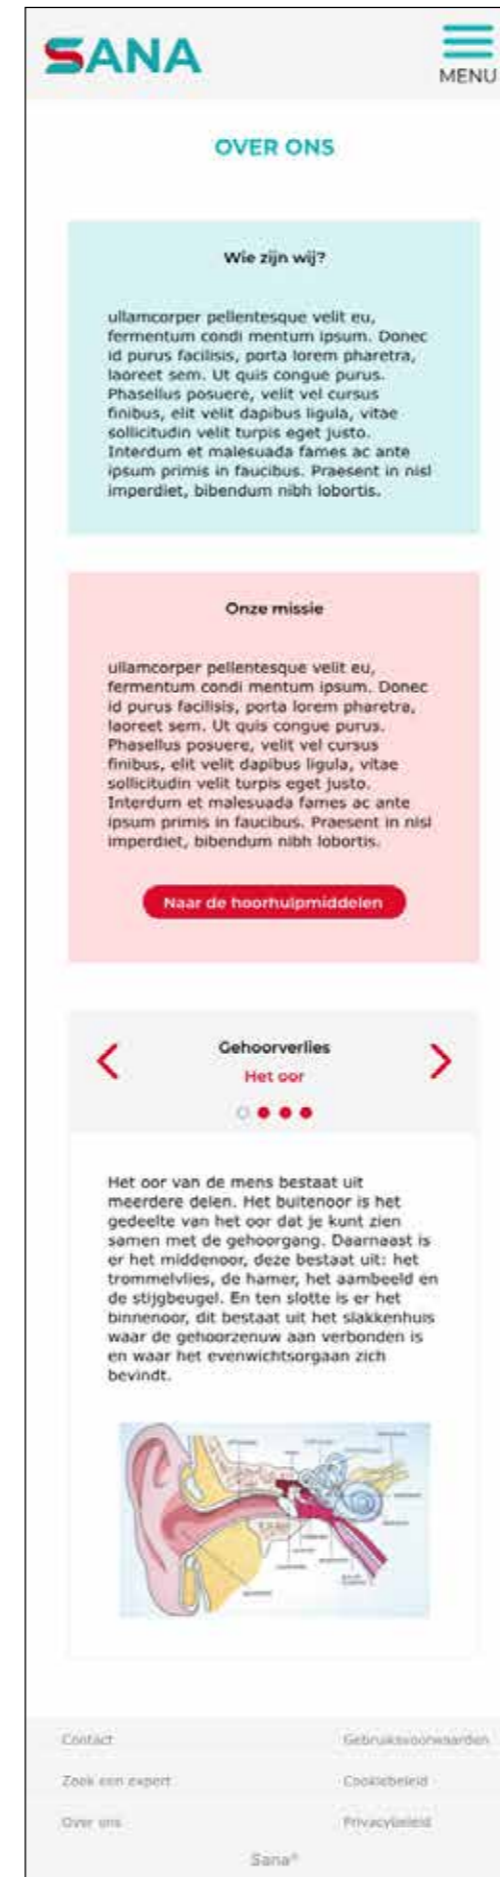 SANA
MENU
OVER ONS
Wie zijn wij?
ullamcorper pellentesque velit eu,
fermentum condi mentum ipsum. Donec
id purus facilisis, porta lorem pharetra,
laoreet sem. Ut quis congue purus.
Phasellus posuere, velit vel cursus
finibus, elit velit dapibus ligula, vitae
sollicitudin velit turpis eget justo.
Interdum et malesuada fames ac ante
ipsum primis in faucibus. Praesent in nisl
imperdiet, bibendum nibh lobortis.
Onze missie
ullamcorper pellentesque velit eu,
fermentum condi mentum ipsum. Donec
id purus facilisis, porta lorem pharetra,
laoreet sem. Ut quis congue purus.
Phasellus posuere, velit vel cursus
finibus, elit velit dapibus ligula, vitae
sollicitudin velit turpis eget justo.
Interdum et malesuada fames ac ante
ipsum primis in faucibus. Praesent in nisl
imperdiet, bibendum nibh lobortis.
Naar de hoorhulpmiddelen
Gehoorverlies
Het oor
Het oor van de mens bestaat uit
meerdere delen. Het buitenoor is het
gedeelte van het oor dat je kunt zien
samen met de gehoorgang. Daarnaast is
er het middenoor, deze bestaat uit: het
trommelvlies, de hamer, het aambeeld en
de stijgbeugel. En ten slotte is er het
binnenoor, dit bestaat uit het slakkenhuis
waar de gehoorzenuw aan verbonden is
en waar het evenwichtsorgaan zich
bevindt.
Contact
Gebruiksvoorwaarden
Zoek een expert
Cookiebeleid
Over ons
Privacybeleid
Sana®